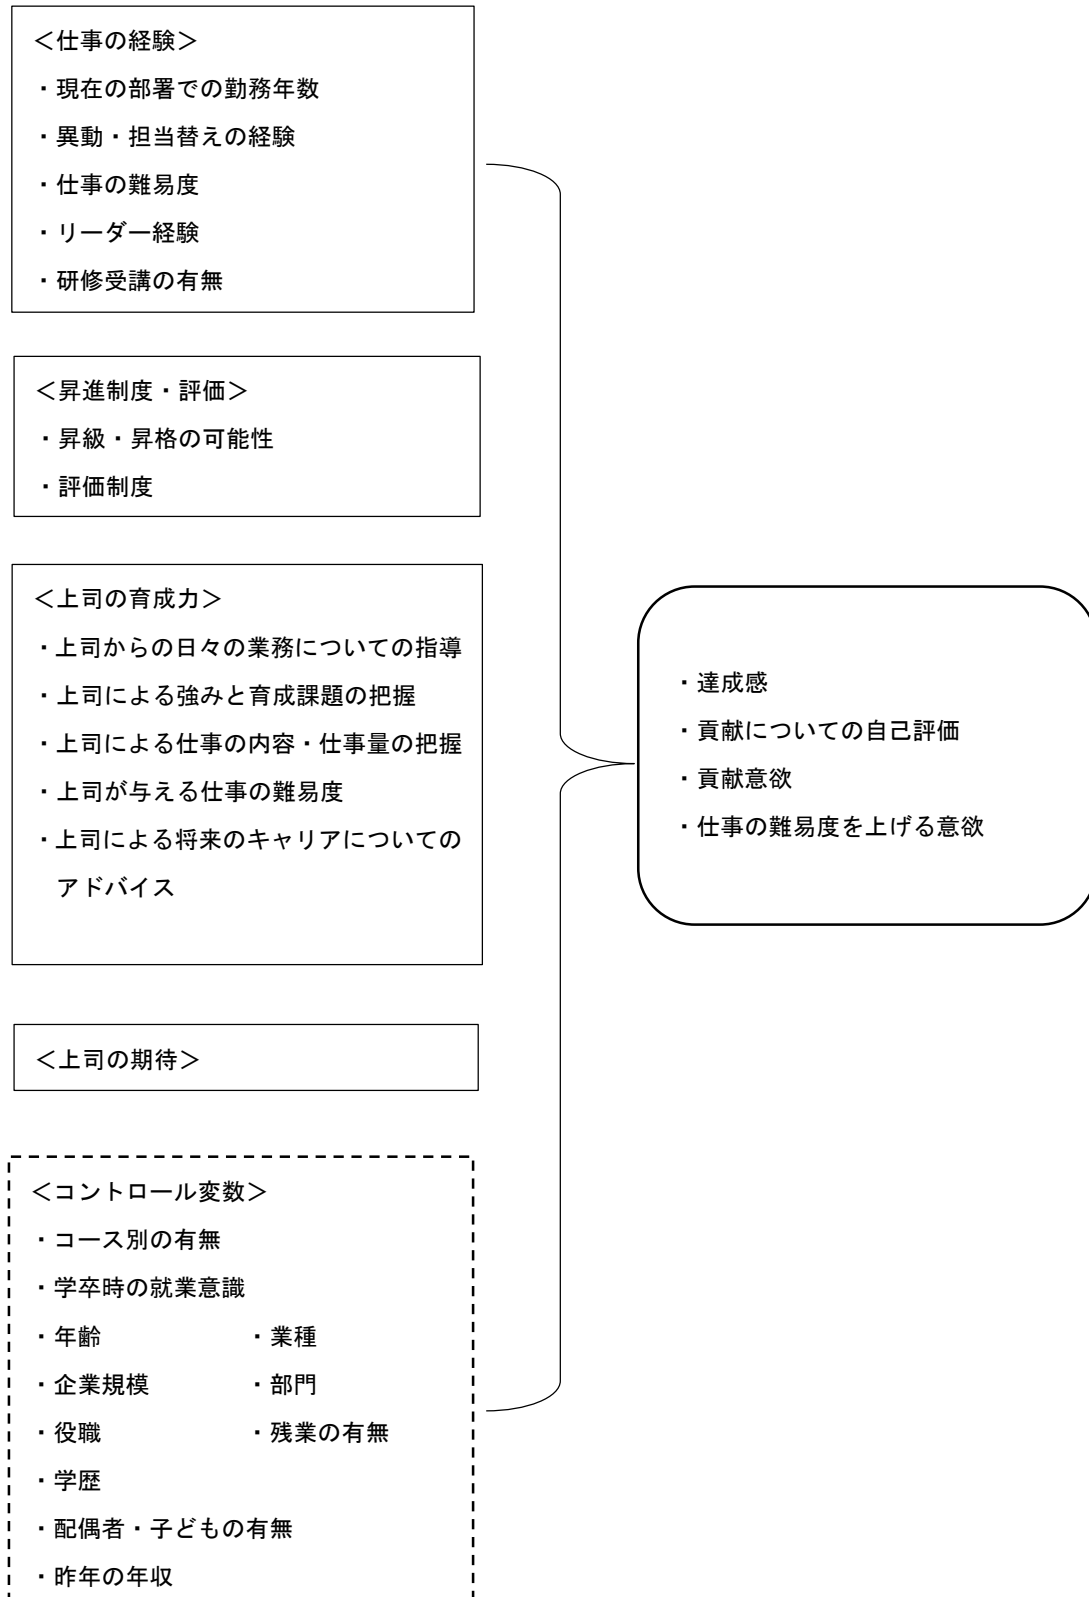 ＜仕事の経験＞
・現在の部署での勤務年数
・異動・担当替えの経験
・仕事の難易度
・リーダー経験
・研修受講の有無
＜昇進制度・評価＞
・昇級・昇格の可能性
・評価制度
＜上司の育成力＞
・上司からの日々の業務についての指導
・上司による強みと育成課題の把握
・上司による仕事の内容・仕事量の把握
・上司が与える仕事の難易度
・上司による将来のキャリアについての
アドバイス
＜上司の期待＞
＜コントロール変数＞
・コース別の有無
・学卒時の就業意識
・年齢 ・業種
・企業規模 ・部門
・役職 ・残業の有無
・学歴
・配偶者・子どもの有無
・昨年の年収
・達成感
・貢献についての自己評価
・貢献意欲
・仕事の難易度を上げる意欲